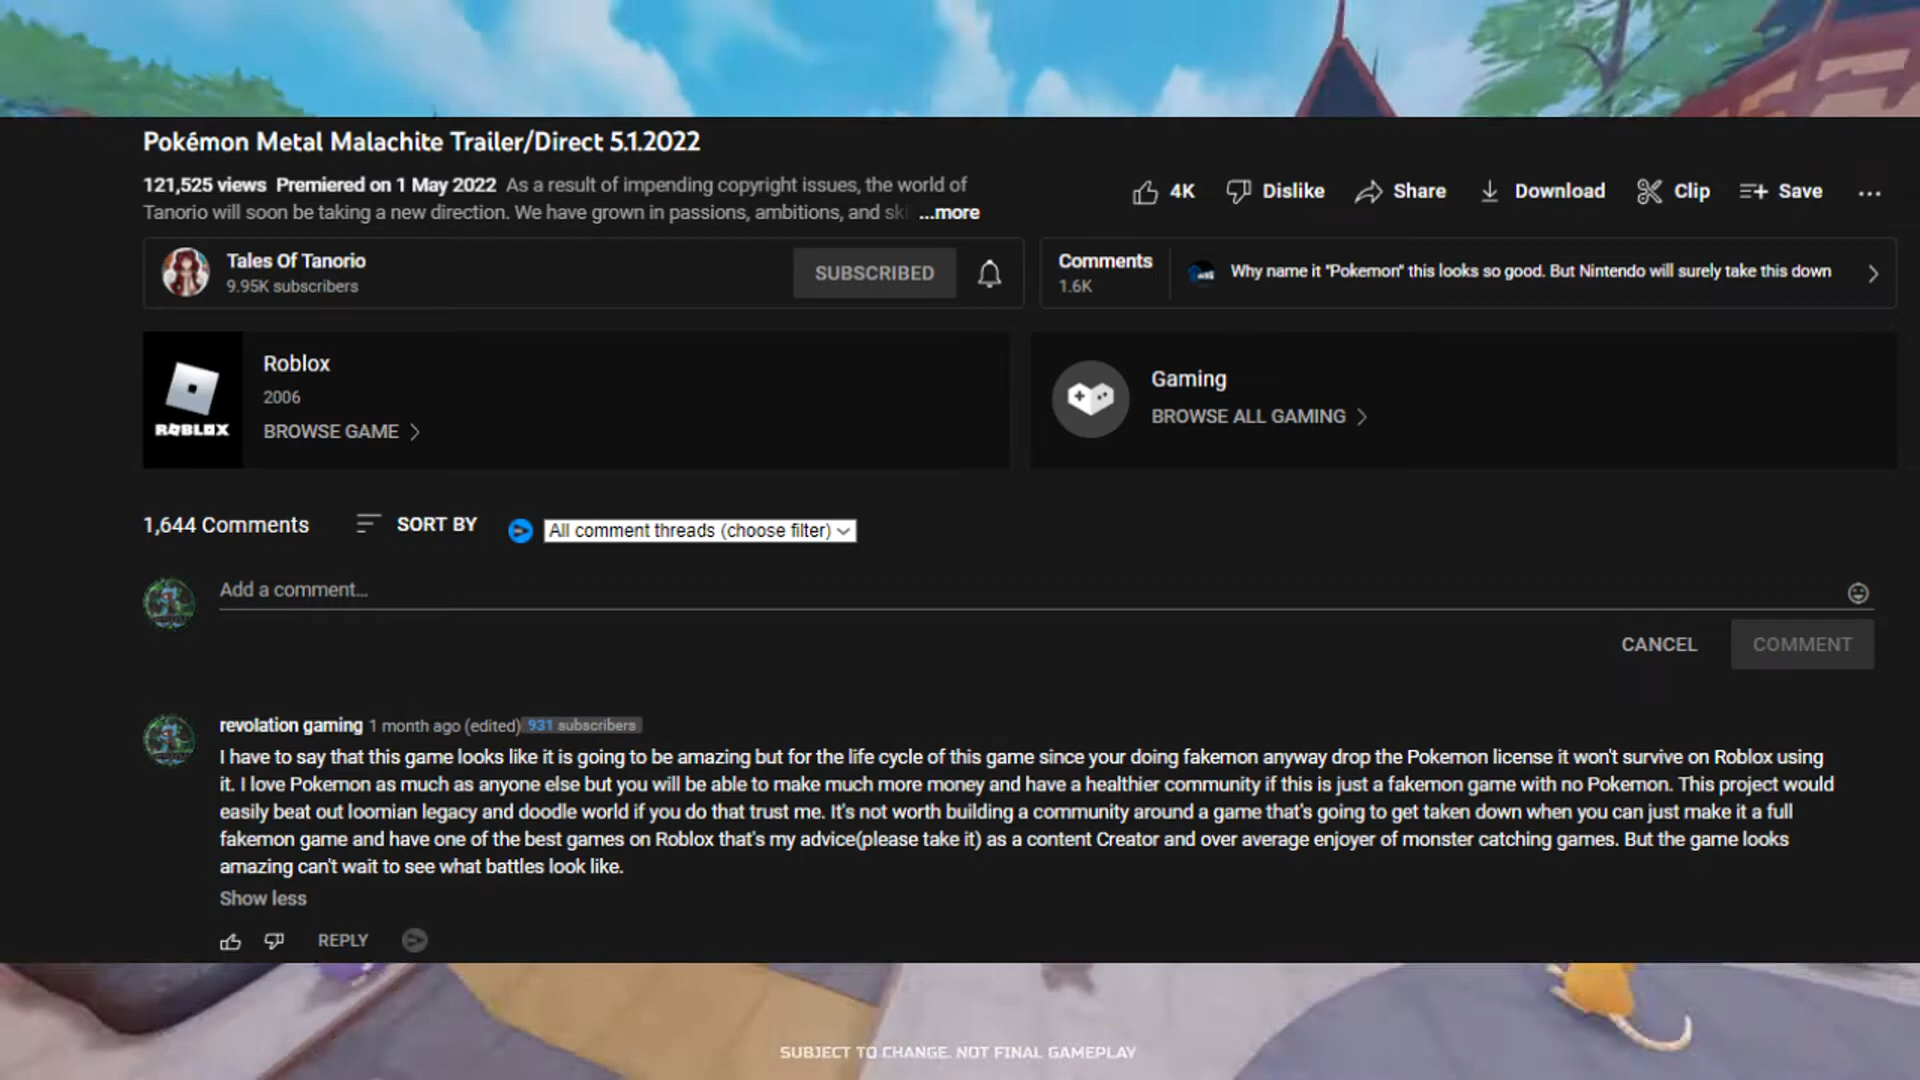 Pokémon Metal Malachite Trailer/Direct 5.1.2022
121,525 views Premiered on 1 May 2022 As a result of impending copyright issues, the world of
Tanorio will soon be taking a new direction. We have grown in passions, ambitions, and ski ...more
4K Dislike Share Download Clip Save ...
Tales Of Tanorio
9.95K subscribers
SUBSCRIBED
Comments
1.6K
Why name it "Pokemon" this looks so good. But Nintendo will surely take this down
ROBLOX
Roblox
2006
BROWSE GAME
Gaming
BROWSE ALL GAMING
1,644 Comments SORT BY All comment threads (choose filter)
Add a comment...
CANCEL COMMENT
revolation gaming 1 month ago (edited) 931 subscribers
I have to say that this game looks like it is going to be amazing but for the life cycle of this game since your doing fakemon anyway drop the Pokemon license it won't survive on Roblox using
it. I love Pokemon as much as anyone else but you will be able to make much more money and have a healthier community if this is just a fakemon game with no Pokemon. This project would
easily beat out loomian legacy and doodle world if you do that trust me. It's not worth building a community around a game that's going to get taken down when you can just make it a full
fakemon game and have one of the best games on Roblox that's my advice(please take it) as a content Creator and over average enjoyer of monster catching games. But the game looks
amazing can't wait to see what battles look like.
Show less
REPLY
SUBJECT TO CHANGE. NOT FINAL GAMEPLAY